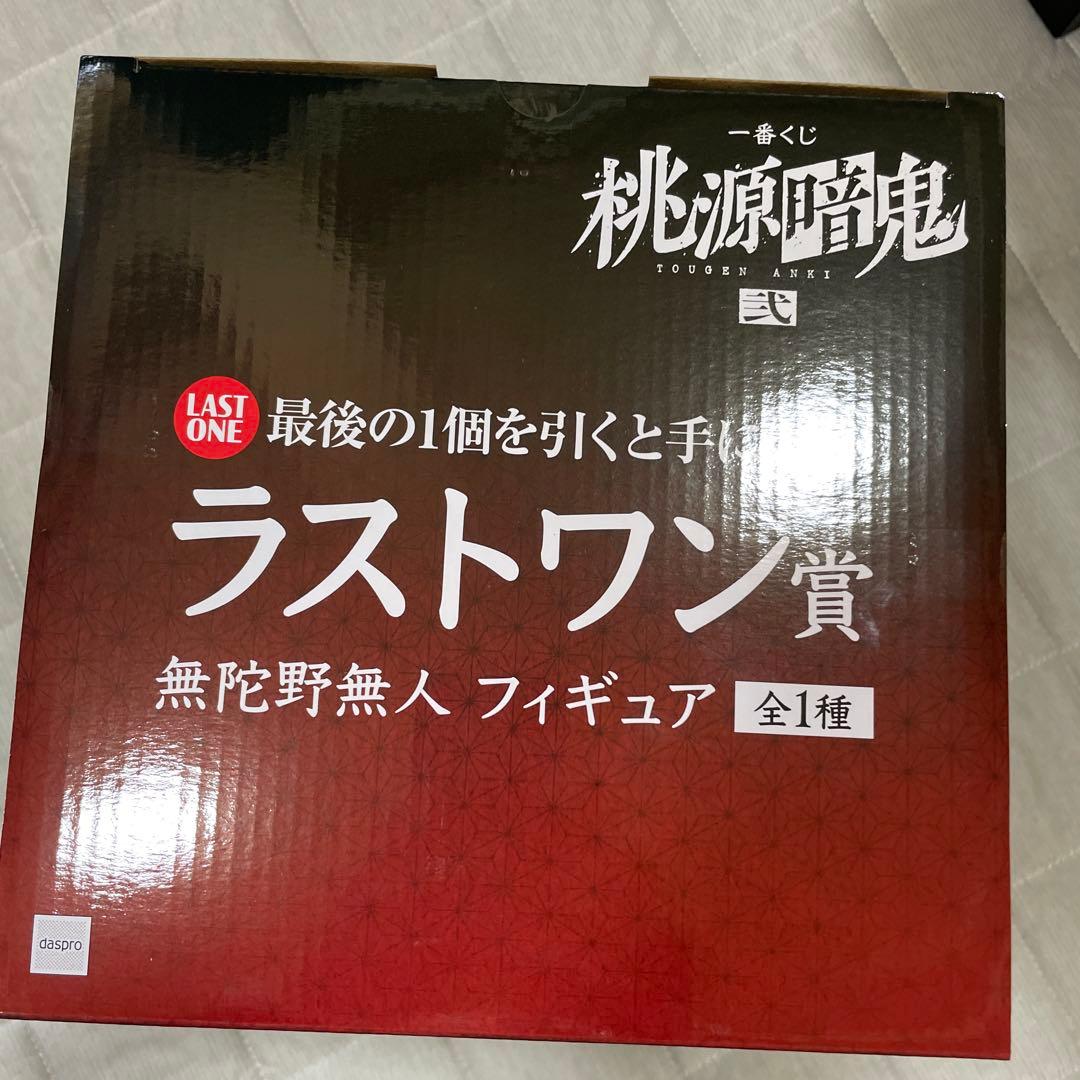 一番くじ
桃源暗鬼
TOUGEN ANKI
弐
LAST
ONE
最後の1個を引くと手に
ラストワン賞
無陀野無人 フィギュア 全1種
daspro